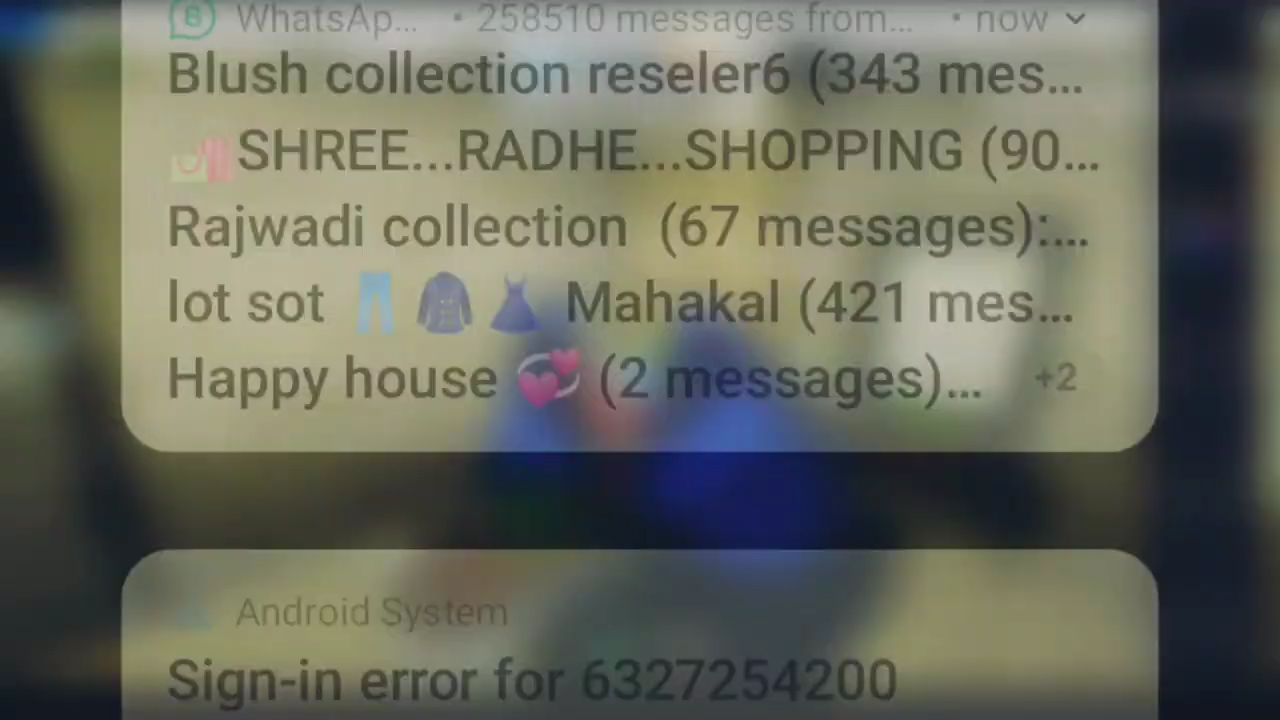 WhatsAp... • 258510 messages from... • now
Blush collection reseler6 (343 mes...
🛍️SHREE...RADHE...SHOPPING (90...
Rajwadi collection (67 messages):...
lot sot 👖🧥👗 Mahakal (421 mes...
Happy house 💞 (2 messages)... +2
Android System
Sign-in error for 6327254200